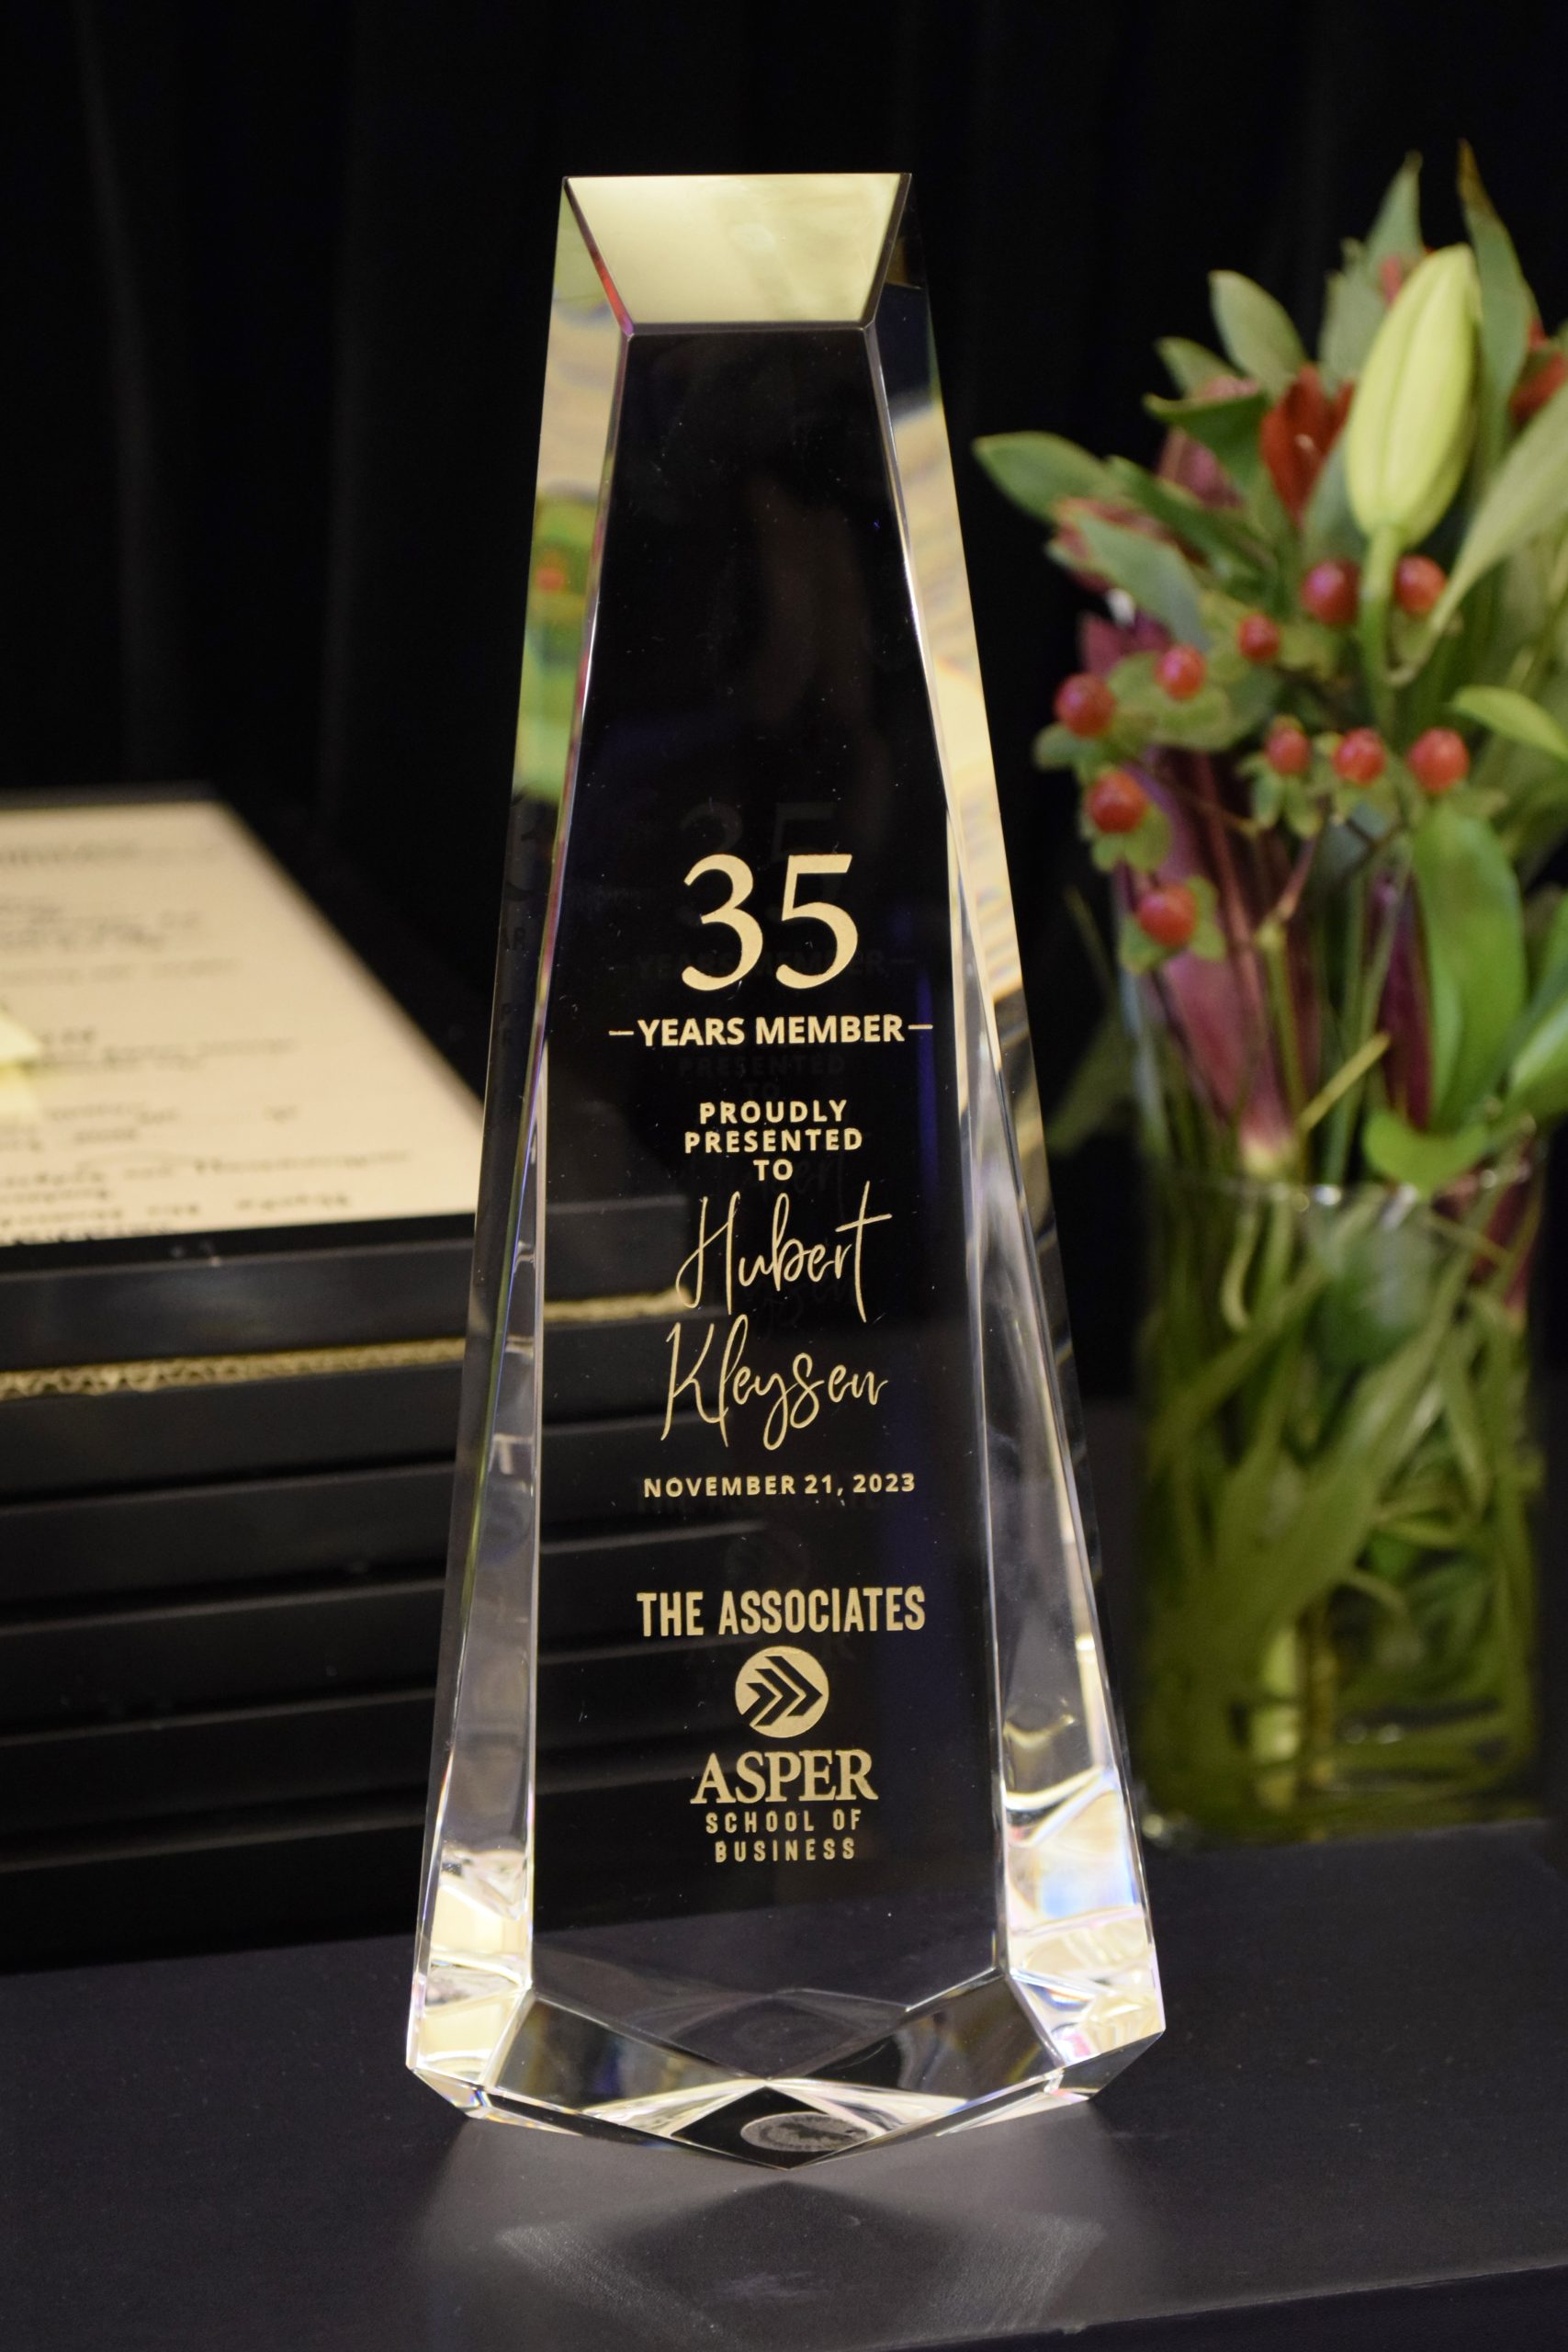 35
—YEARS MEMBER—
PROUDLY
PRESENTED
TO
Hubert
Kleysen
NOVEMBER 21, 2023
THE ASSOCIATES
ASPER
SCHOOL OF
BUSINESS